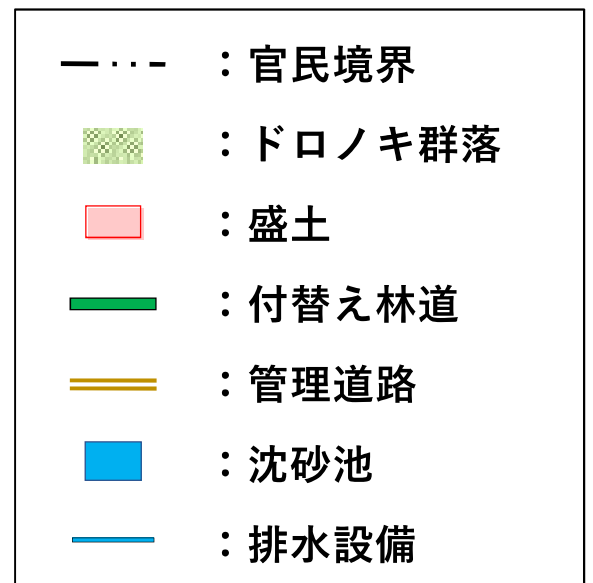 ：官民境界
：ドロノキ群落
：盛土
：付替え林道
：管理道路
：沈砂池
：排水設備